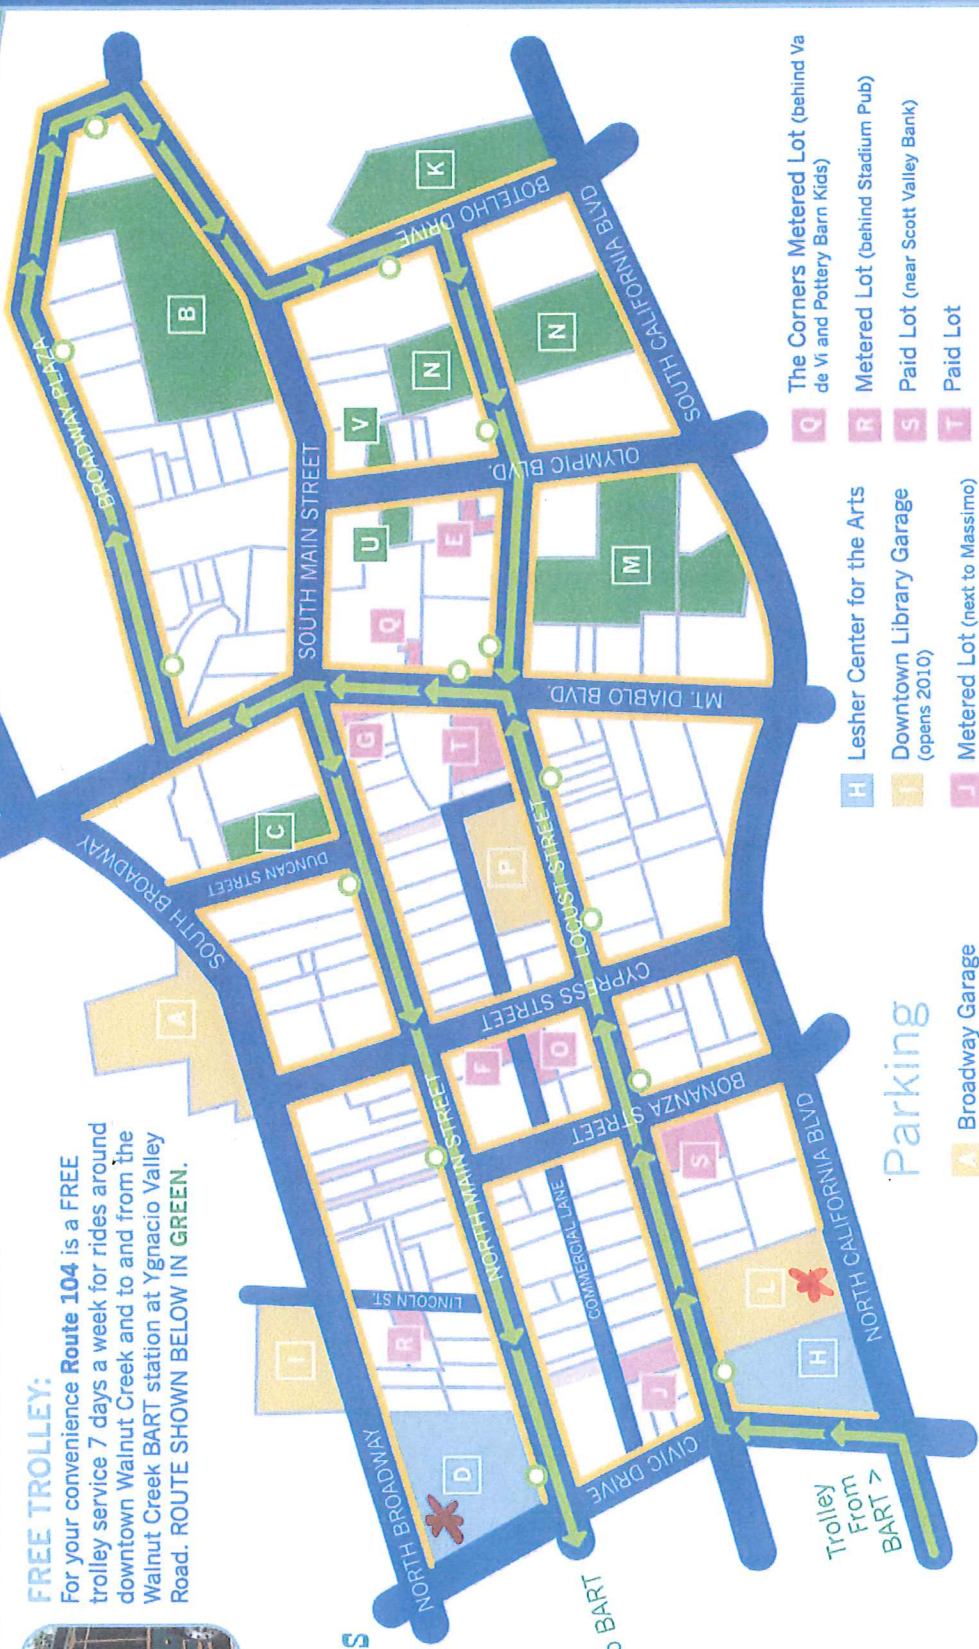 FREE TROLLEY:
For your convenience Route 104 is a FREE
trolley service 7 days a week for rides around
downtown Walnut Creek and to and from the
Walnut Creek BART station at Ygnacio Valley
Road. ROUTE SHOWN BELOW IN GREEN.
S
BART
Trolley
From
BART >
NORTH BROADWAY
SOUTH BROADWAY
BROADWAY PLAZA
LINCOLN ST.
DUNCAN STREET
NORTH MAIN STREET
SOUTH MAIN STREET
COMMERCIAL LANE
LOCUST STREET
CIVIC DRIVE
BONANZA STREET
CYPRESS STREET
MT. DIABLO BLVD.
OLYMPIC BLVD.
BOTELHO DRIVE
NORTH CALIFORNIA BLVD
SOUTH CALIFORNIA BLVD
A
I
D
R
C
B
G
T
P
F
O
J
S
L
H
Q
U
E
V
N
N
M
K
Parking
A Broadway Garage
H Lesher Center for the Arts
I Downtown Library Garage
(opens 2010)
J Metered Lot (next to Massimo)
Q The Corners Metered Lot (behind Va
de Vi and Pottery Barn Kids)
R Metered Lot (behind Stadium Pub)
S Paid Lot (near Scott Valley Bank)
T Paid Lot